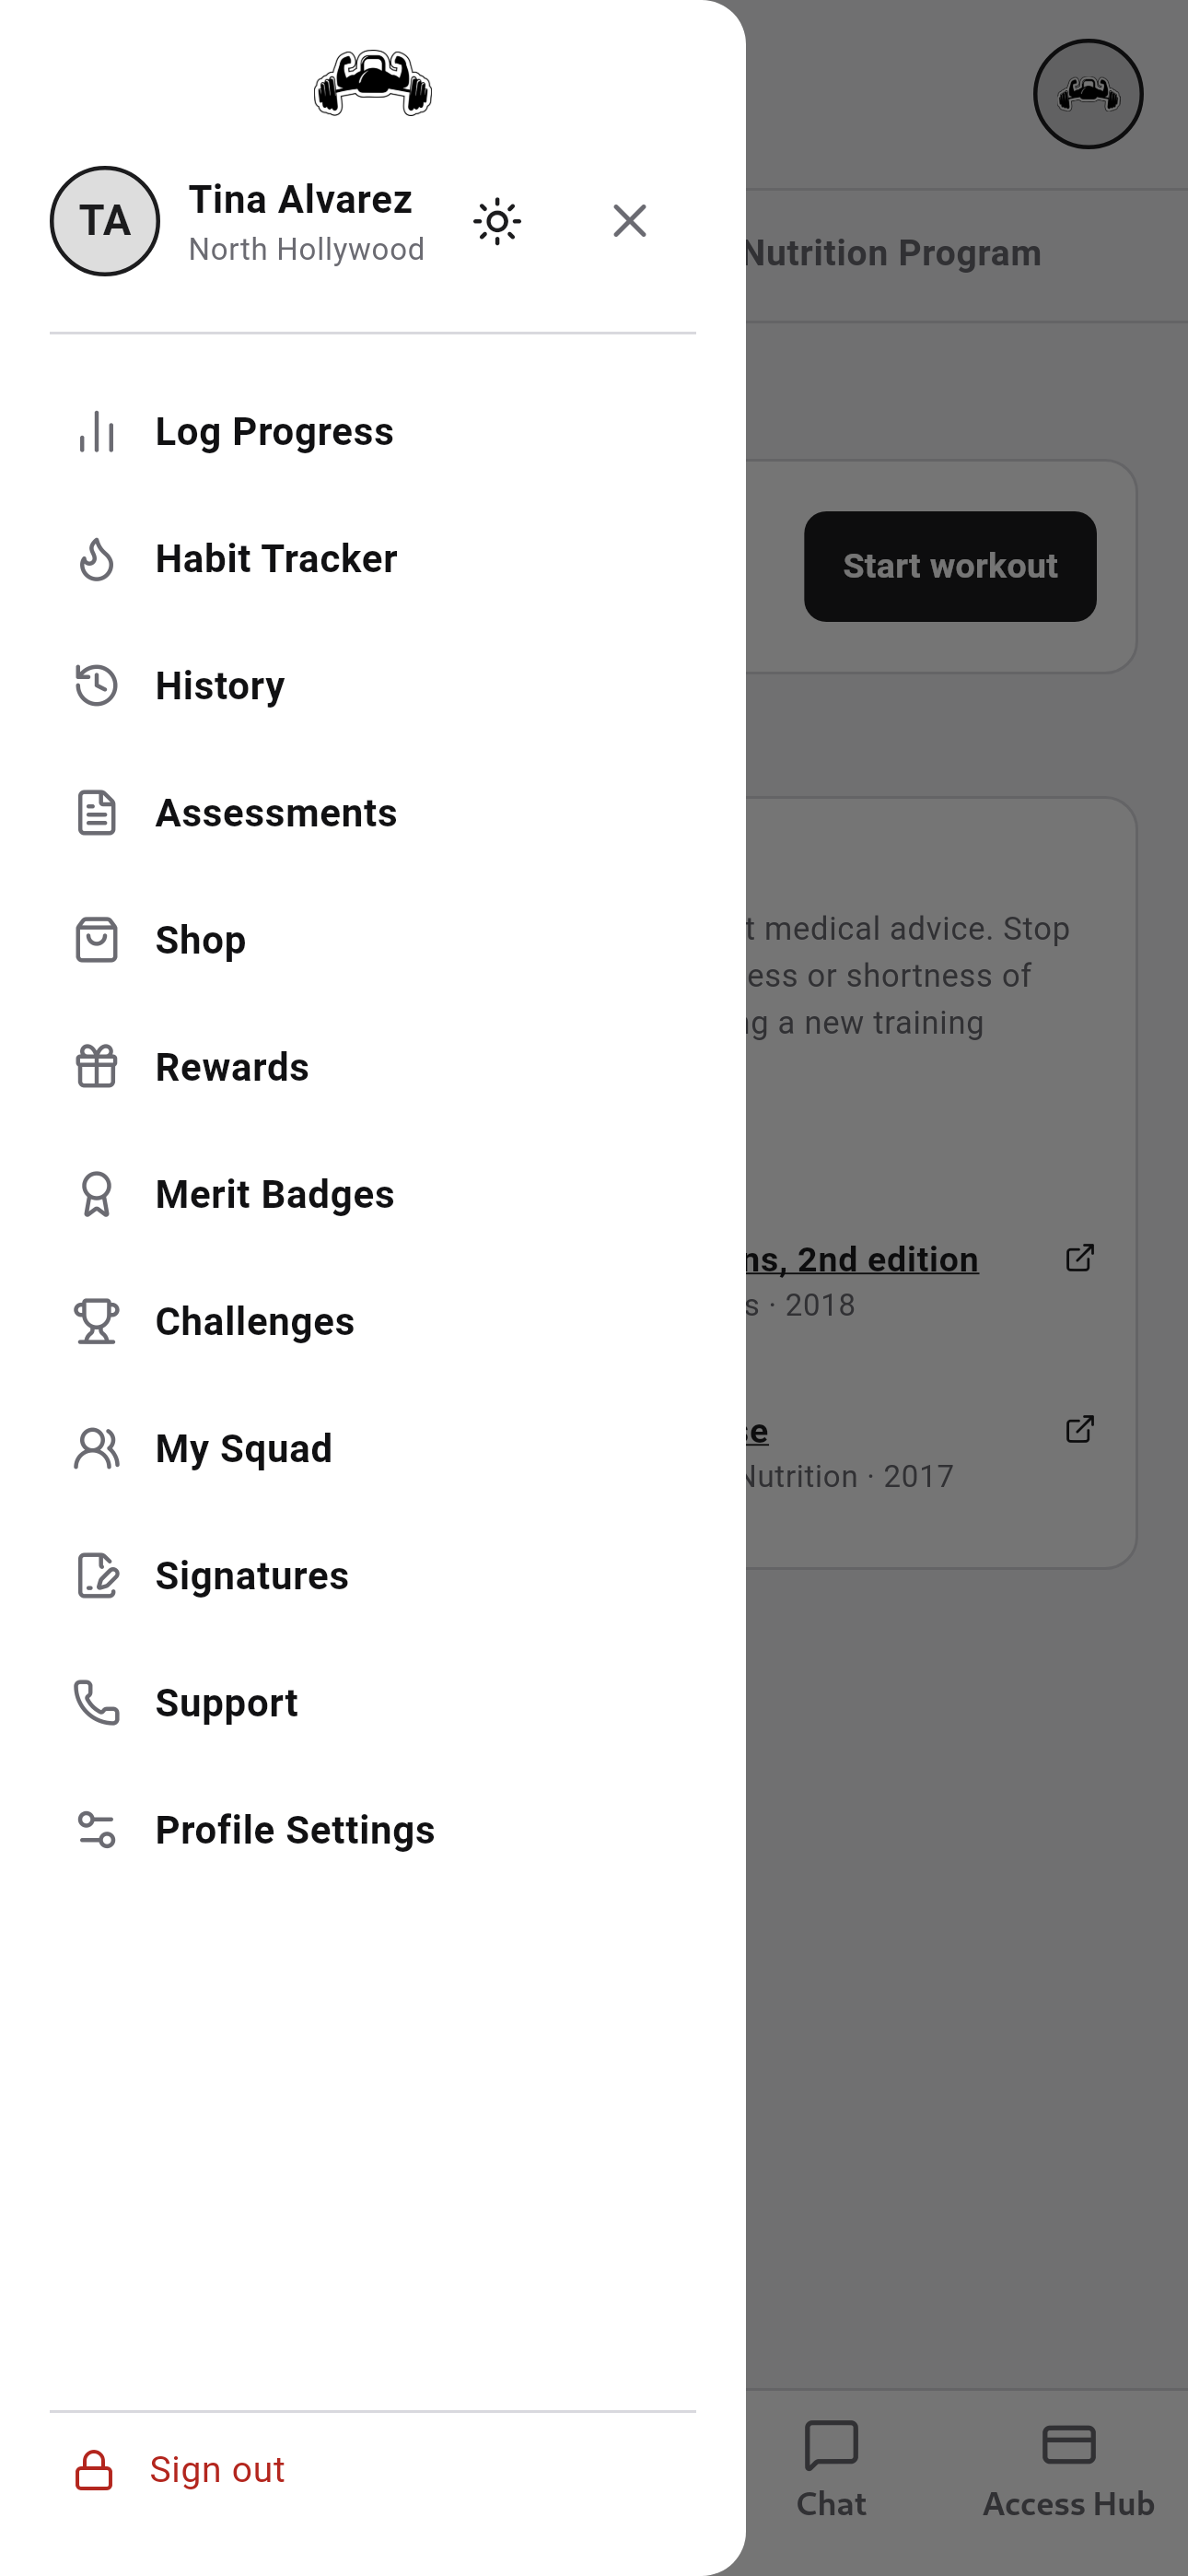 TA
Tina Alvarez
North Hollywood
Log Progress
Habit Tracker
History
Assessments
Shop
Rewards
Merit Badges
Challenges
My Squad
Signatures
Support
Profile Settings
Sign out
Nutrition Program
Start workout
medical advice. Stop
or shortness of
a new training
2nd edition
· 2018
Nutrition · 2017
Chat
Access Hub